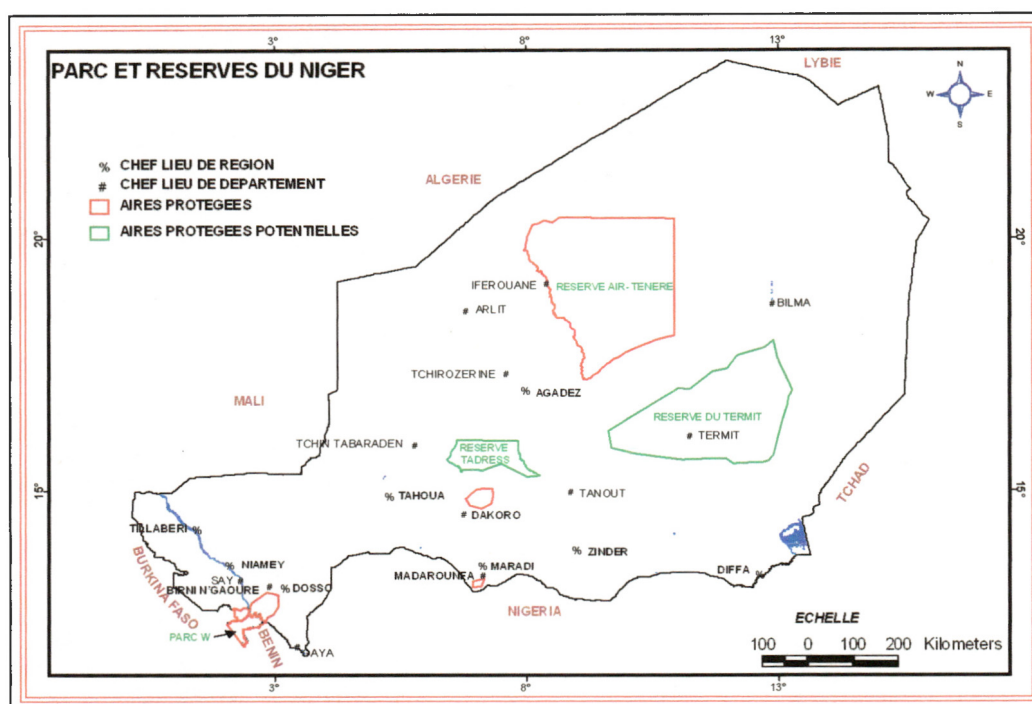 3°
8°
13°
PARC ET RESERVES DU NIGER
LYBIE
N
W
E
S
% CHEF LIEU DE REGION
# CHEF LIEU DE DEPARTEMENT
AIRES PROTEGEES
AIRES PROTEGEES POTENTIELLES
ALGERIE
20°
20°
IFEROUANE #
RESERVE AIR-TENERE
# ARLIT
# BILMA
TCHIROZERINE #
% AGADEZ
MALI
RESERVE DU TERMIT
# TERMIT
TCHIN TABARADEN #
RESERVE
TADRESS
TCHAD
15°
15°
% TAHOUA
# TANOUT
# DAKORO
TILLABERI %
% ZINDER
% NIAMEY
% MARADI
MADAROUNFA #
DIFFA %
SAY #
BIRNI N'GAOURE #
% DOSSO
BURKINA FASO
NIGERIA
ECHELLE
PARC W
BENIN
# GAYA
100 0 100 200 Kilometers
3°
8°
13°